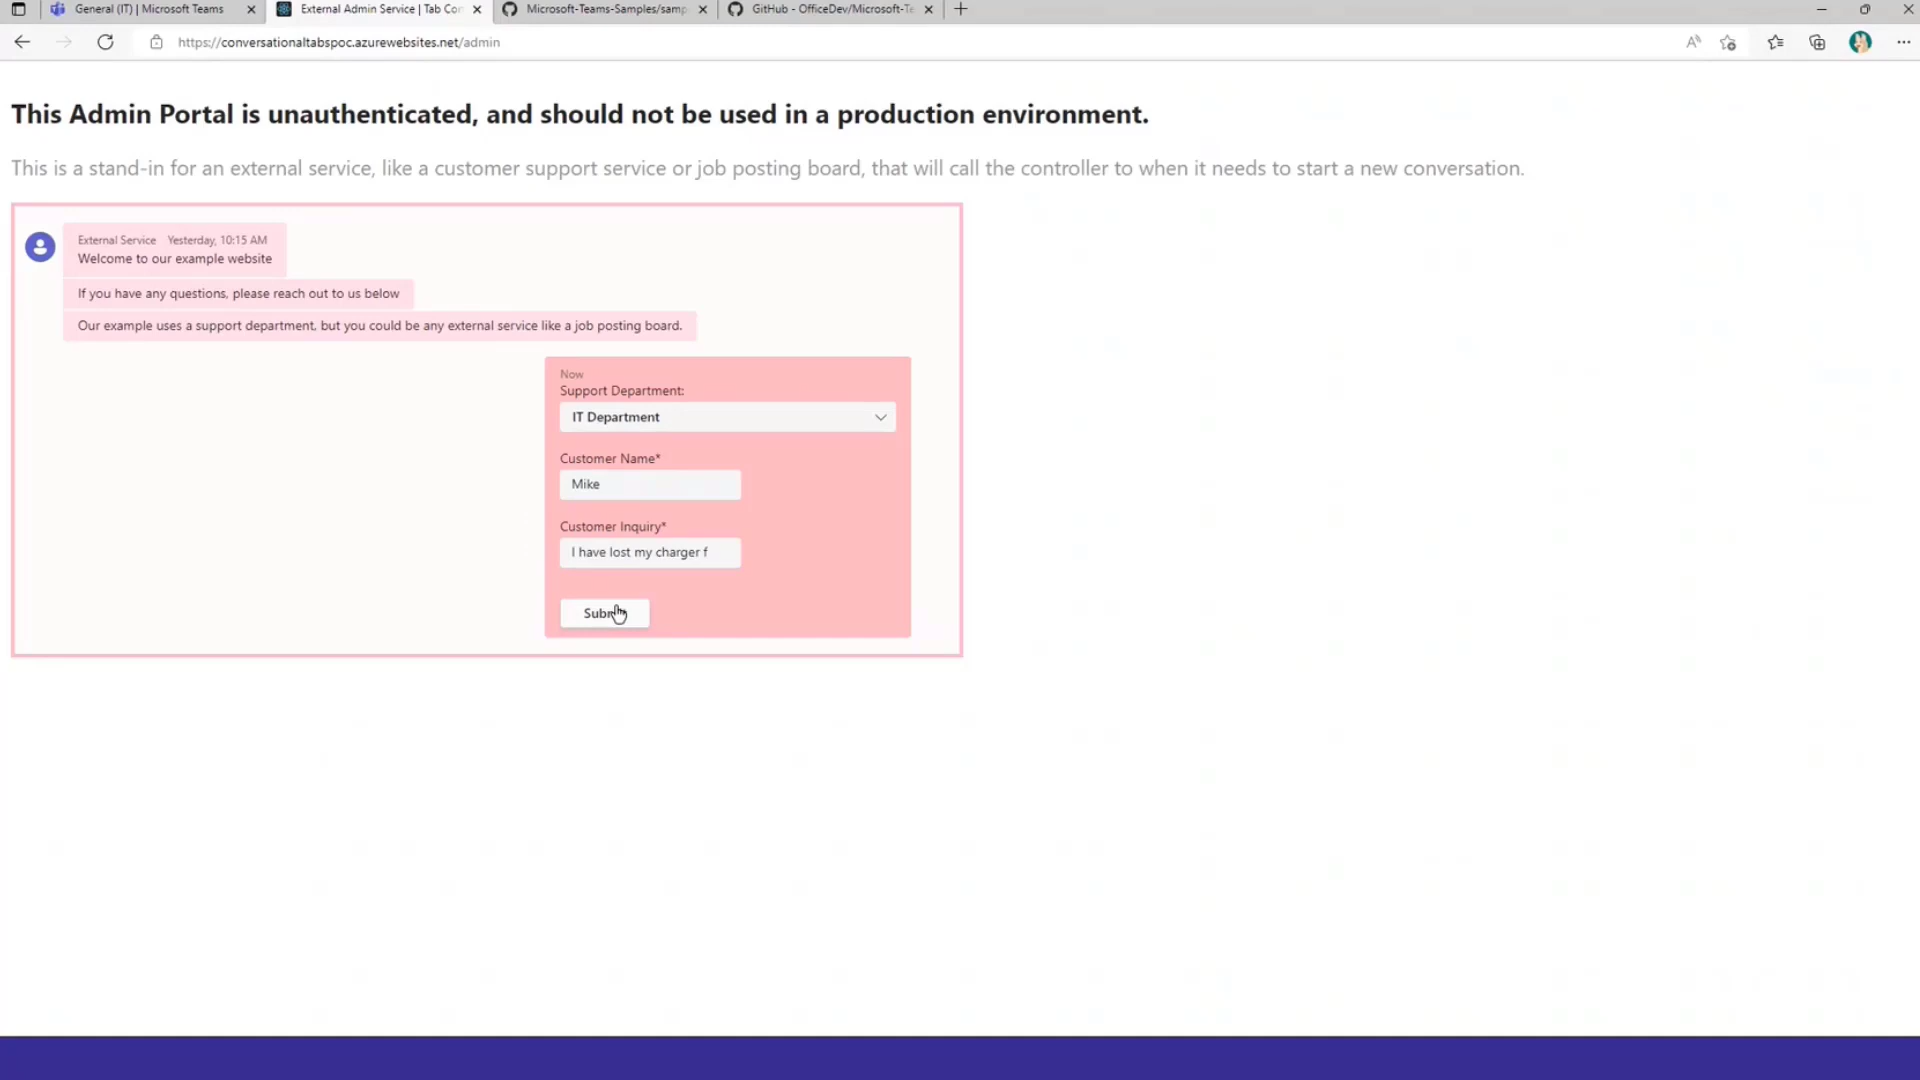 General (IT) | Microsoft Teams
External Admin Service | Tab Con
Microsoft-Teams-Samples/samp
GitHub - OfficeDev/Microsoft-Te
https://conversationaltabspoc.azurewebsites.net/admin
This Admin Portal is unauthenticated, and should not be used in a production environment.
This is a stand-in for an external service, like a customer support service or job posting board, that will call the controller to when it needs to start a new conversation.
External Service Yesterday, 10:15 AM
Welcome to our example website
If you have any questions, please reach out to us below
Our example uses a support department, but you could be any external service like a job posting board.
Now
Support Department:
IT Department
Customer Name*
Mike
Customer Inquiry*
I have lost my charger f